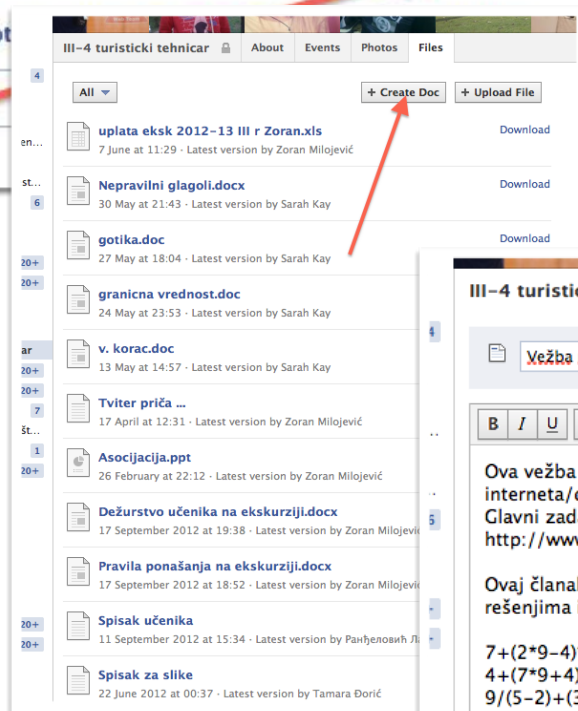 III-4 turisticki tehnicar About Events Photos Files
4
All + Create Doc + Upload File
uplata eksk 2012-13 III r Zoran.xls Download
7 June at 11:29 · Latest version by Zoran Milojević
en...
Nepravilni glagoli.docx Download
st...
30 May at 21:43 · Latest version by Sarah Kay
6
gotika.doc Download
27 May at 18:04 · Latest version by Sarah Kay
20+
20+
granicna vrednost.doc
24 May at 23:53 · Latest version by Sarah Kay
v. korac.doc
ar
13 May at 14:57 · Latest version by Sarah Kay
20+
20+
Tviter priča ...
7
17 April at 12:31 · Latest version by Zoran Milojević
št...
1
Asocijacija.ppt
20+
26 February at 22:12 · Latest version by Zoran Milojević
Dežurstvo učenika na ekskurziji.docx
17 September 2012 at 19:38 · Latest version by Zoran
Pravila ponašanja na ekskurziji.docx
17 September 2012 at 18:52 · Latest version by Zoran
Spisak učenika
20+
11 September 2012 at 15:34 · Latest version by Ранђеловић
20+
Spisak za slike
22 June 2012 at 00:37 · Latest version by Tamara Đorić
III-4 turistic
4
Vežba
B I U
Ova vežba
interneta/
Glavni zad
5
http://www
Ovaj članal
rešenjima
7+(2*9-4)
4+(7*9+4)
9/(5-2)+(3